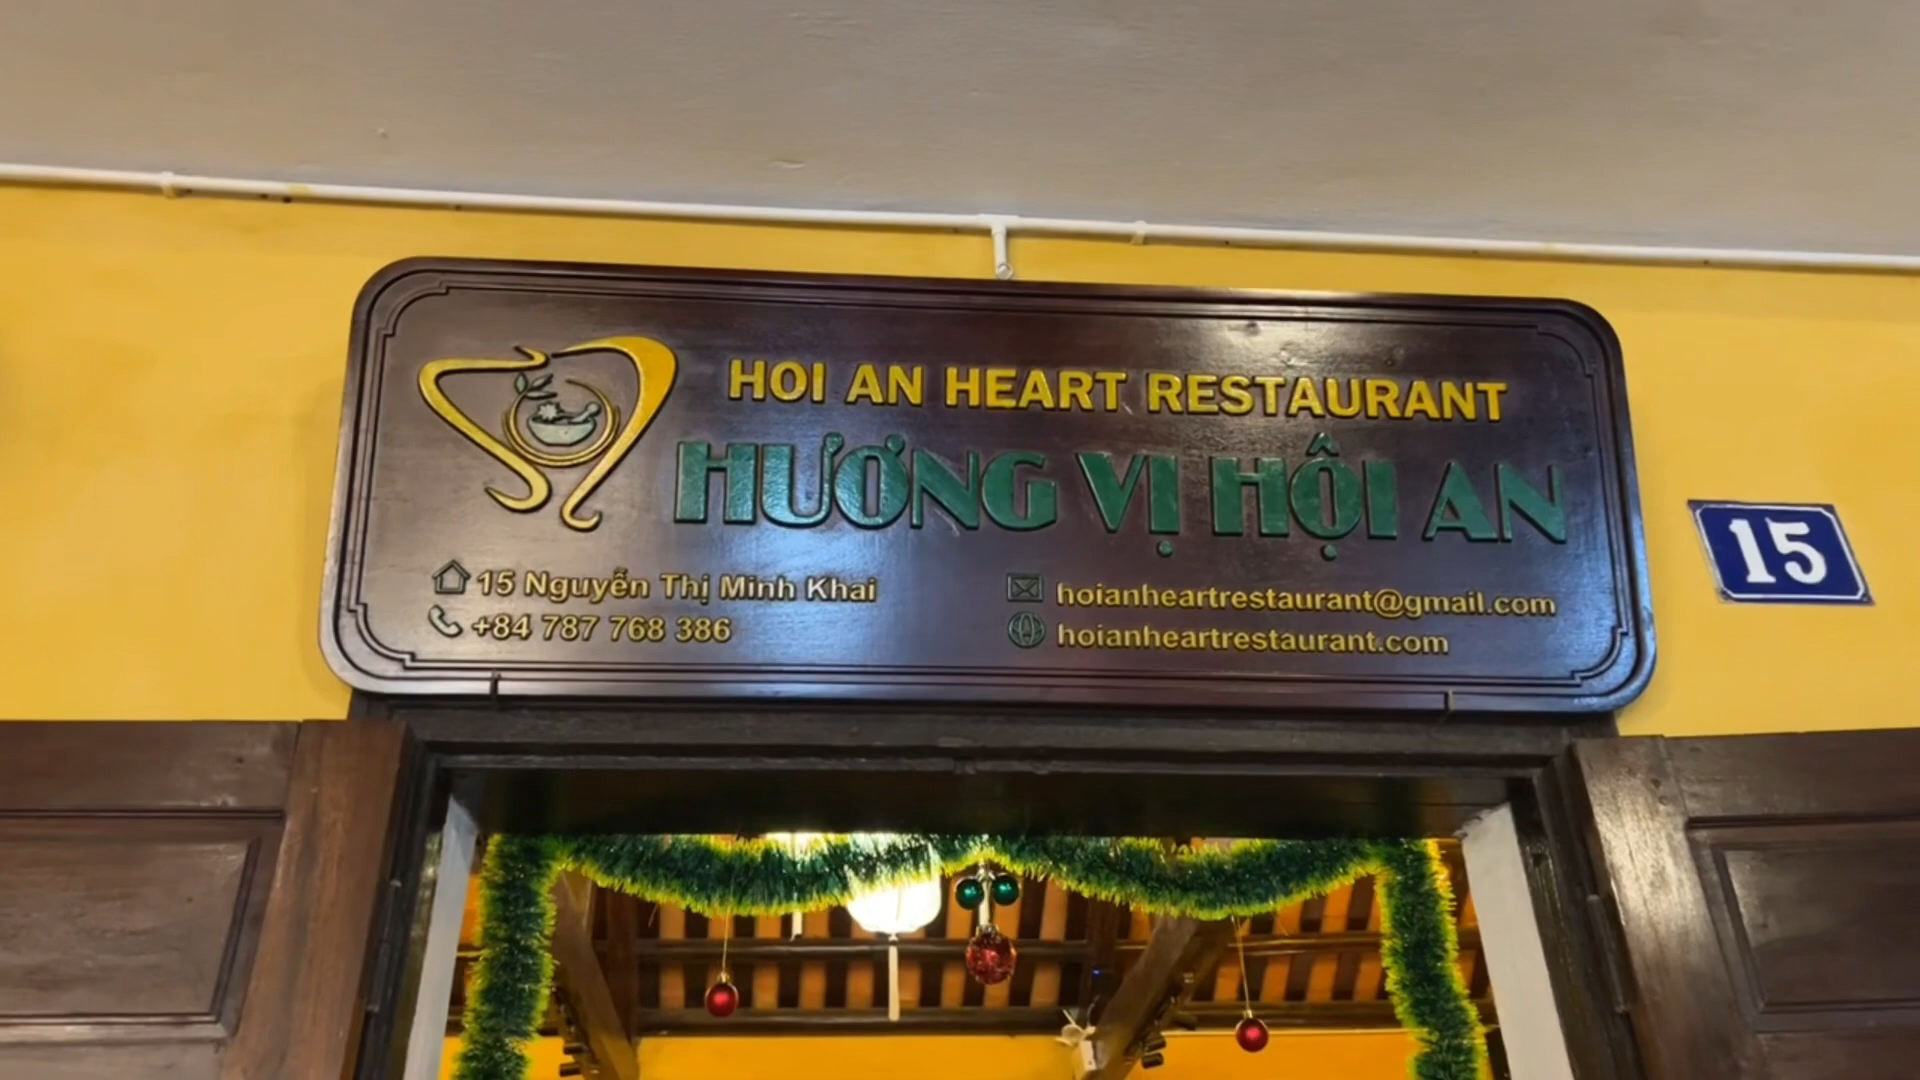 HOI AN HEART RESTAURANT
HƯƠNG VỊ HỘI AN
15 Nguyễn Thị Minh Khai
+84 787 768 386
hoianheartrestaurant@gmail.com
hoianheartrestaurant.com
15